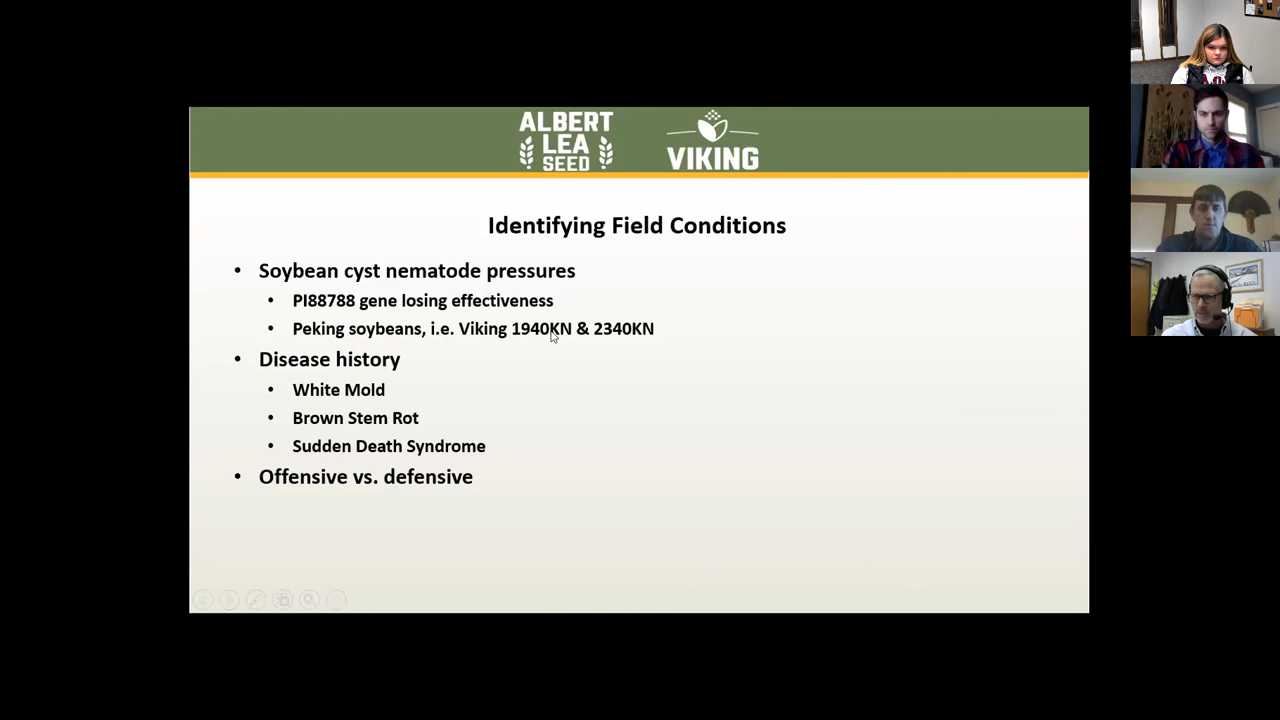 ALBERT
LEA
SEED
VIKING
Identifying Field Conditions
• Soybean cyst nematode pressures
• PI88788 gene losing effectiveness
• Peking soybeans, i.e. Viking 1940KN & 2340KN
• Disease history
• White Mold
• Brown Stem Rot
• Sudden Death Syndrome
• Offensive vs. defensive